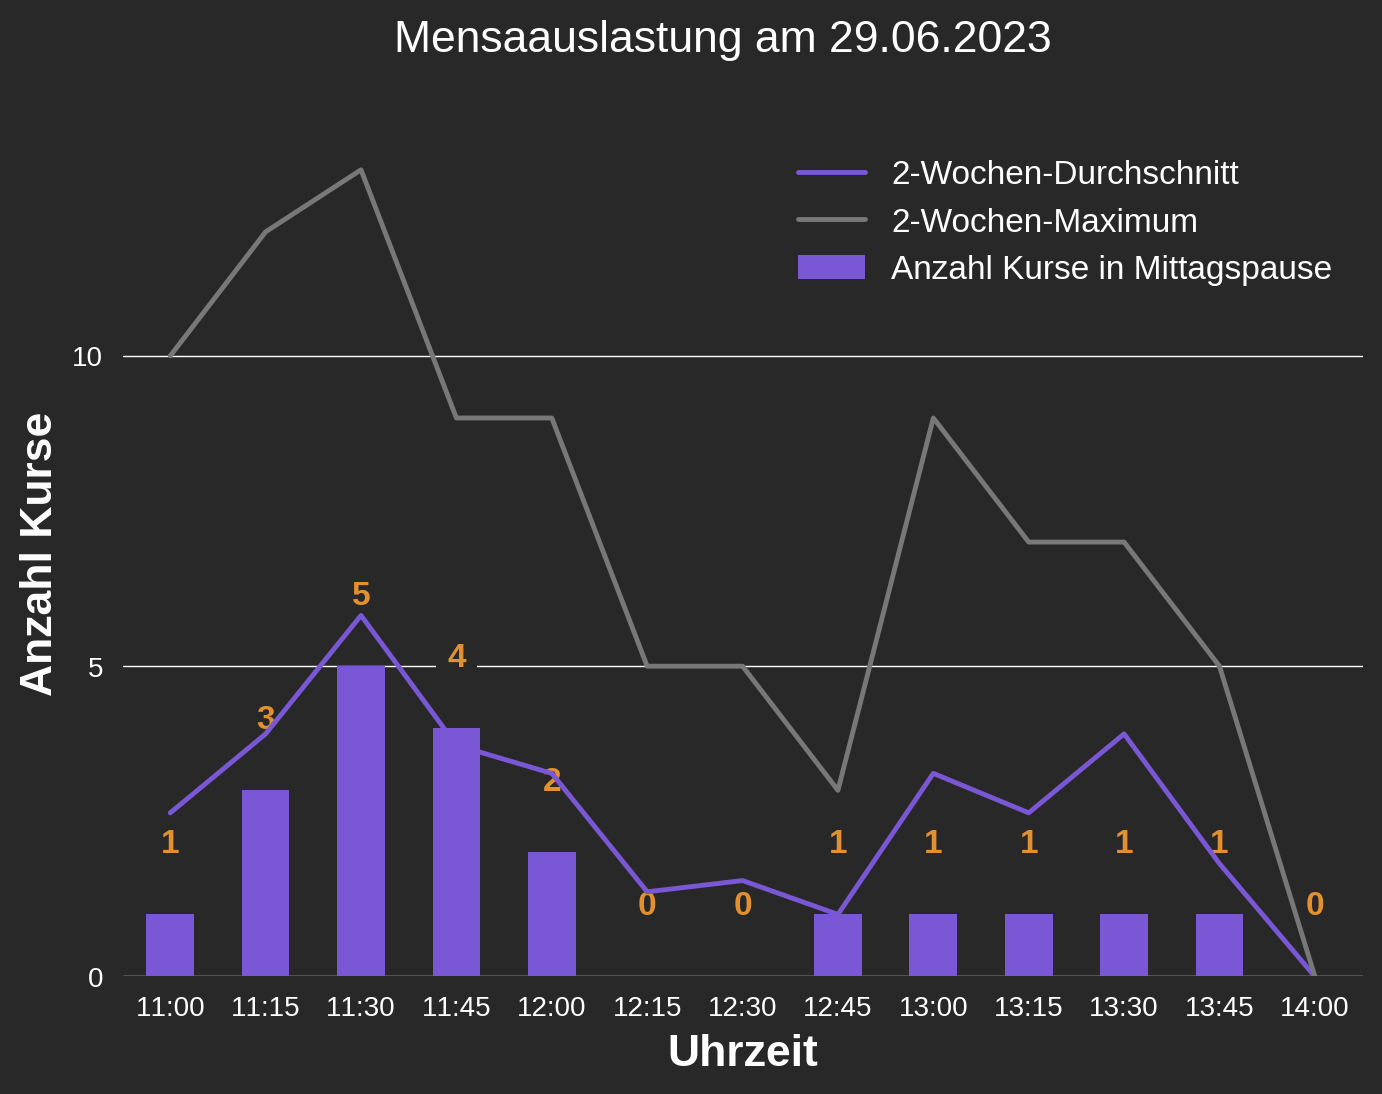 Mensaauslastung am 29.06.2023
2-Wochen-Durchschnitt
2-Wochen-Maximum
Anzahl Kurse in Mittagspause
Anzahl Kurse
10
5
0
1
3
5
4
2
0
0
1
1
1
1
1
0
11:00 11:15 11:30 11:45 12:00 12:15 12:30 12:45 13:00 13:15 13:30 13:45 14:00
Uhrzeit